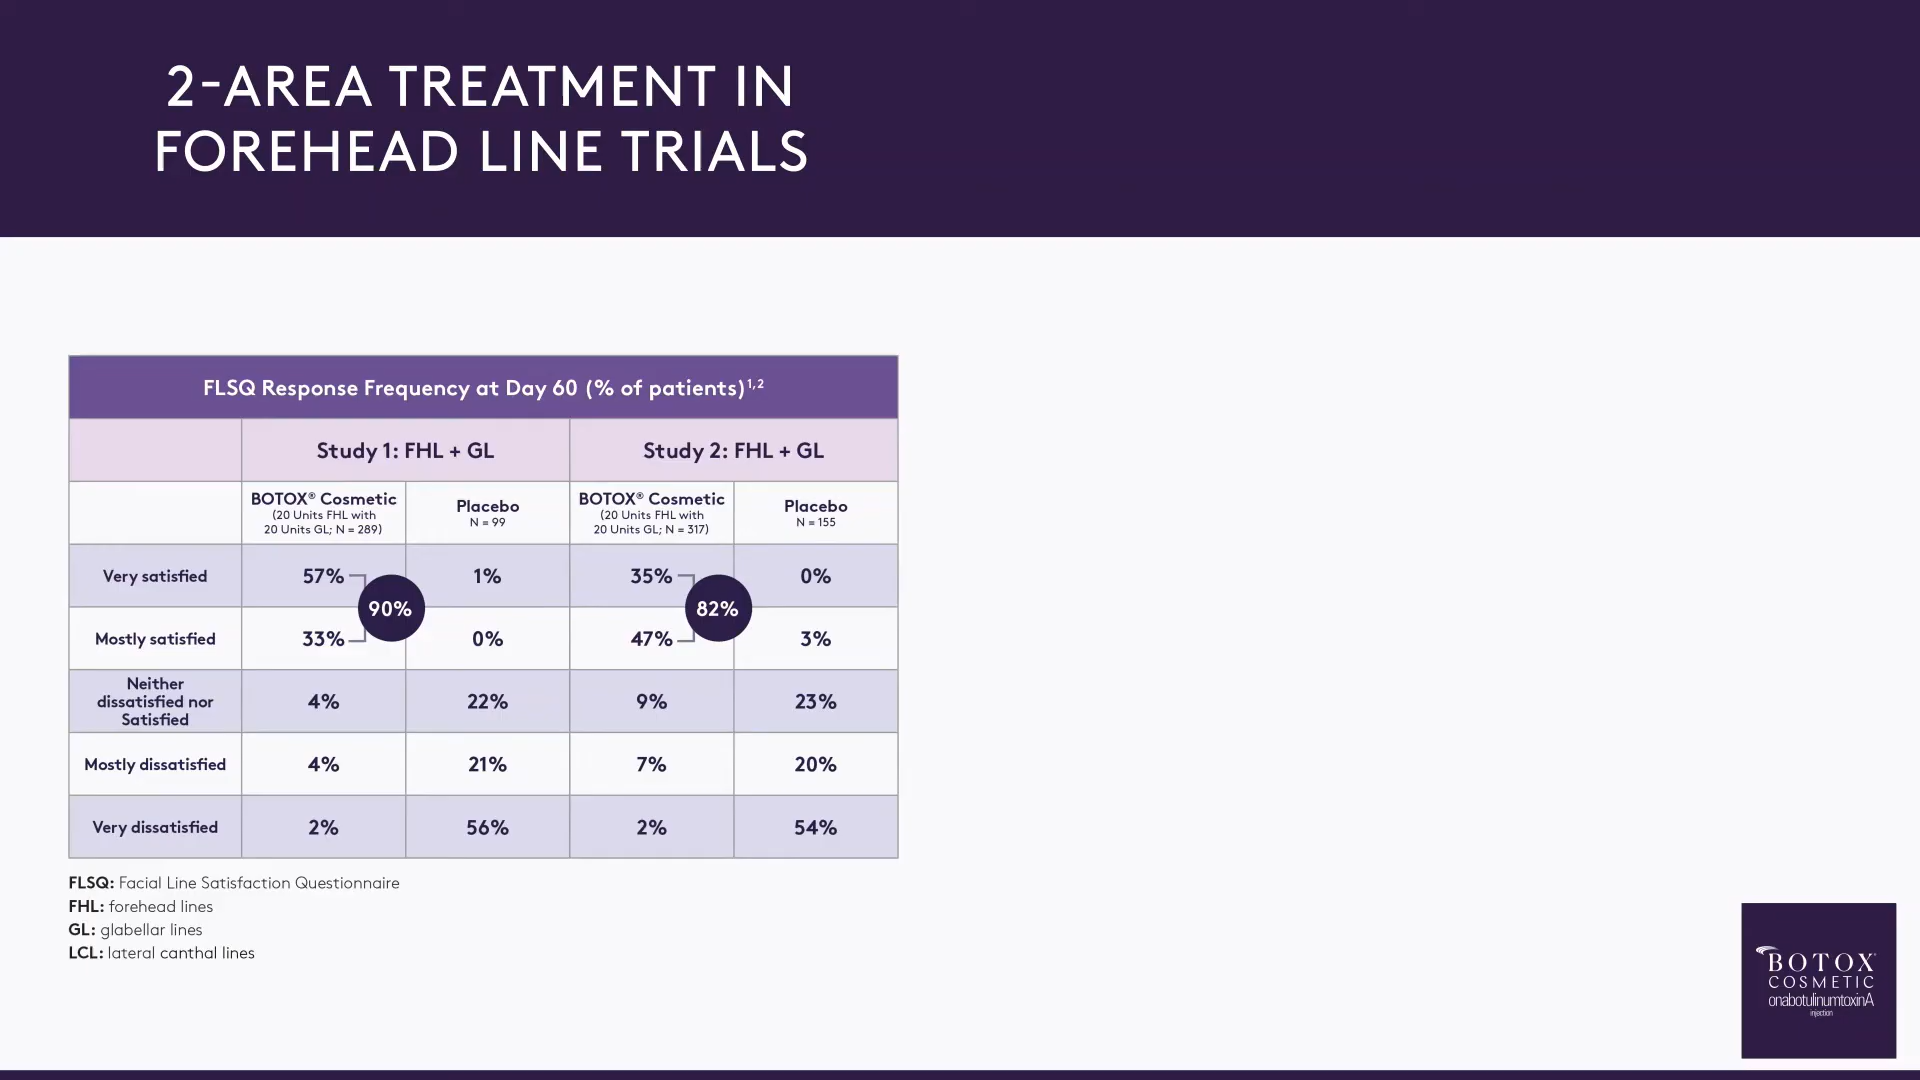 2-AREA TREATMENT IN
FOREHEAD LINE TRIALS
FLSQ Response Frequency at Day 60 (% of patients)1,2
Study 1: FHL + GL
Study 2: FHL + GL
BOTOX® Cosmetic
(20 Units FHL with
20 Units GL; N = 289)
Placebo
N = 99
BOTOX® Cosmetic
(20 Units FHL with
20 Units GL; N = 317)
Placebo
N = 155
Very satisfied 57% 1% 35% 0%
90% 82%
Mostly satisfied 33% 0% 47% 3%
Neither
dissatisfied nor
Satisfied
4% 22% 9% 23%
Mostly dissatisfied 4% 21% 7% 20%
Very dissatisfied 2% 56% 2% 54%
FLSQ: Facial Line Satisfaction Questionnaire
FHL: forehead lines
GL: glabellar lines
LCL: lateral canthal lines
BOTOX
COSMETIC
onabotulinumtoxinA
injection